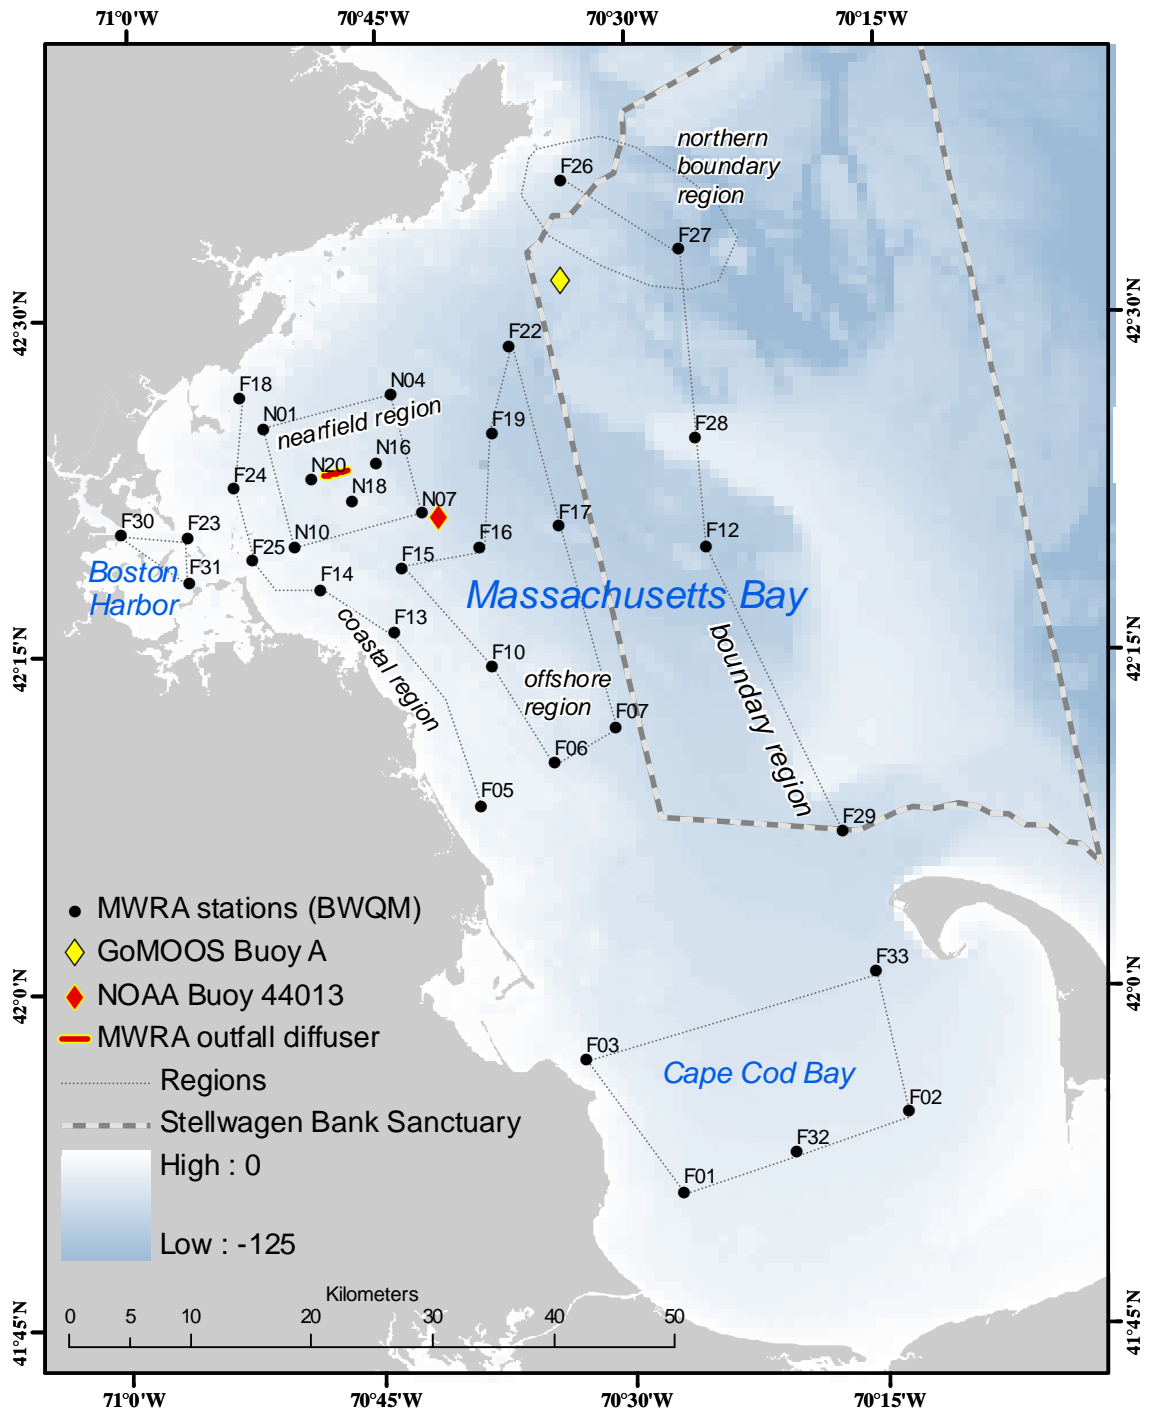 71°0'W
70°45'W
70°30'W
70°15'W
northern
boundary
region
F26
F27
42°30'N
42°30'N
F22
F18
N04
N01
nearfield region
F19
F28
N16
N20
F24
N18
N07
F17
F30
F23
N10
F16
F12
F25
F15
Boston
Harbor
F31
F14
Massachusetts Bay
coastal region
F13
boundary region
42°15'N
42°15'N
F10
offshore
region
F07
F06
F05
F29
MWRA stations (BWQM)
GoMOOS Buoy A
NOAA Buoy 44013
MWRA outfall diffuser
Regions
Stellwagen Bank Sanctuary
High : 0
Low : -125
F33
42°0'N
42°0'N
F03
Cape Cod Bay
F02
F32
F01
Kilometers
0 5 10 20 30 40 50
41°45'N
41°45'N
71°0'W
70°45'W
70°30'W
70°15'W